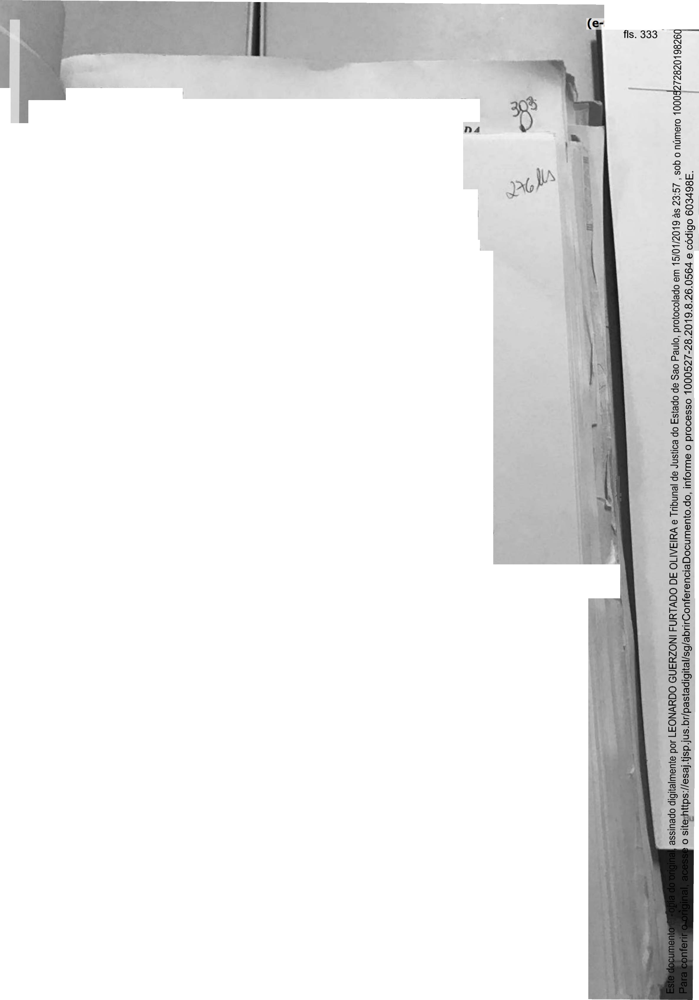 (e-
fls. 333
276 lls
Este documento é cópia do original, assinado digitalmente por LEONARDO GUERZONI FURTADO DE OLIVEIRA e Tribunal de Justica do Estado de Sao Paulo, protocolado em 15/01/2019 às 23:57 , sob o número 10005272820198260
Para conferir o original, acesse o site https://esaj.tjsp.jus.br/pastadigital/sg/abrirConferenciaDocumento.do, informe o processo 1000527-28.2019.8.26.0564 e código 603498E.